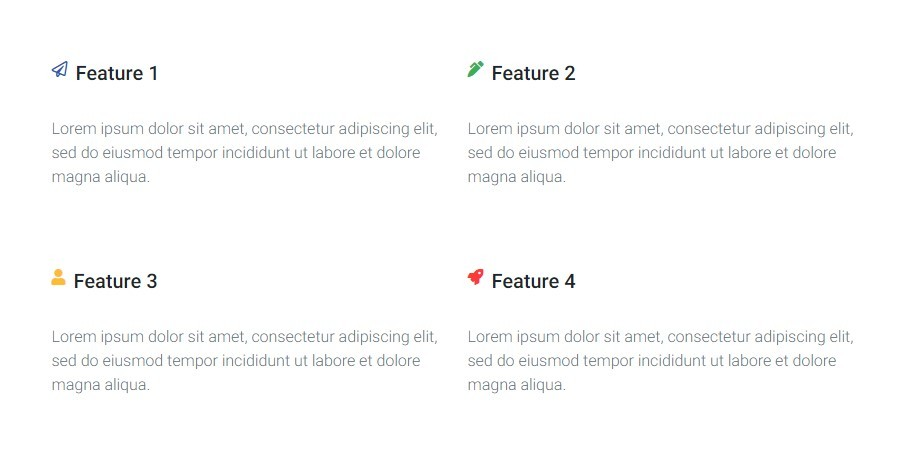 Feature 1
Lorem ipsum dolor sit amet, consectetur adipiscing elit,
sed do eiusmod tempor incididunt ut labore et dolore
magna aliqua.
Feature 2
Lorem ipsum dolor sit amet, consectetur adipiscing elit,
sed do eiusmod tempor incididunt ut labore et dolore
magna aliqua.
Feature 3
Lorem ipsum dolor sit amet, consectetur adipiscing elit,
sed do eiusmod tempor incididunt ut labore et dolore
magna aliqua.
Feature 4
Lorem ipsum dolor sit amet, consectetur adipiscing elit,
sed do eiusmod tempor incididunt ut labore et dolore
magna aliqua.